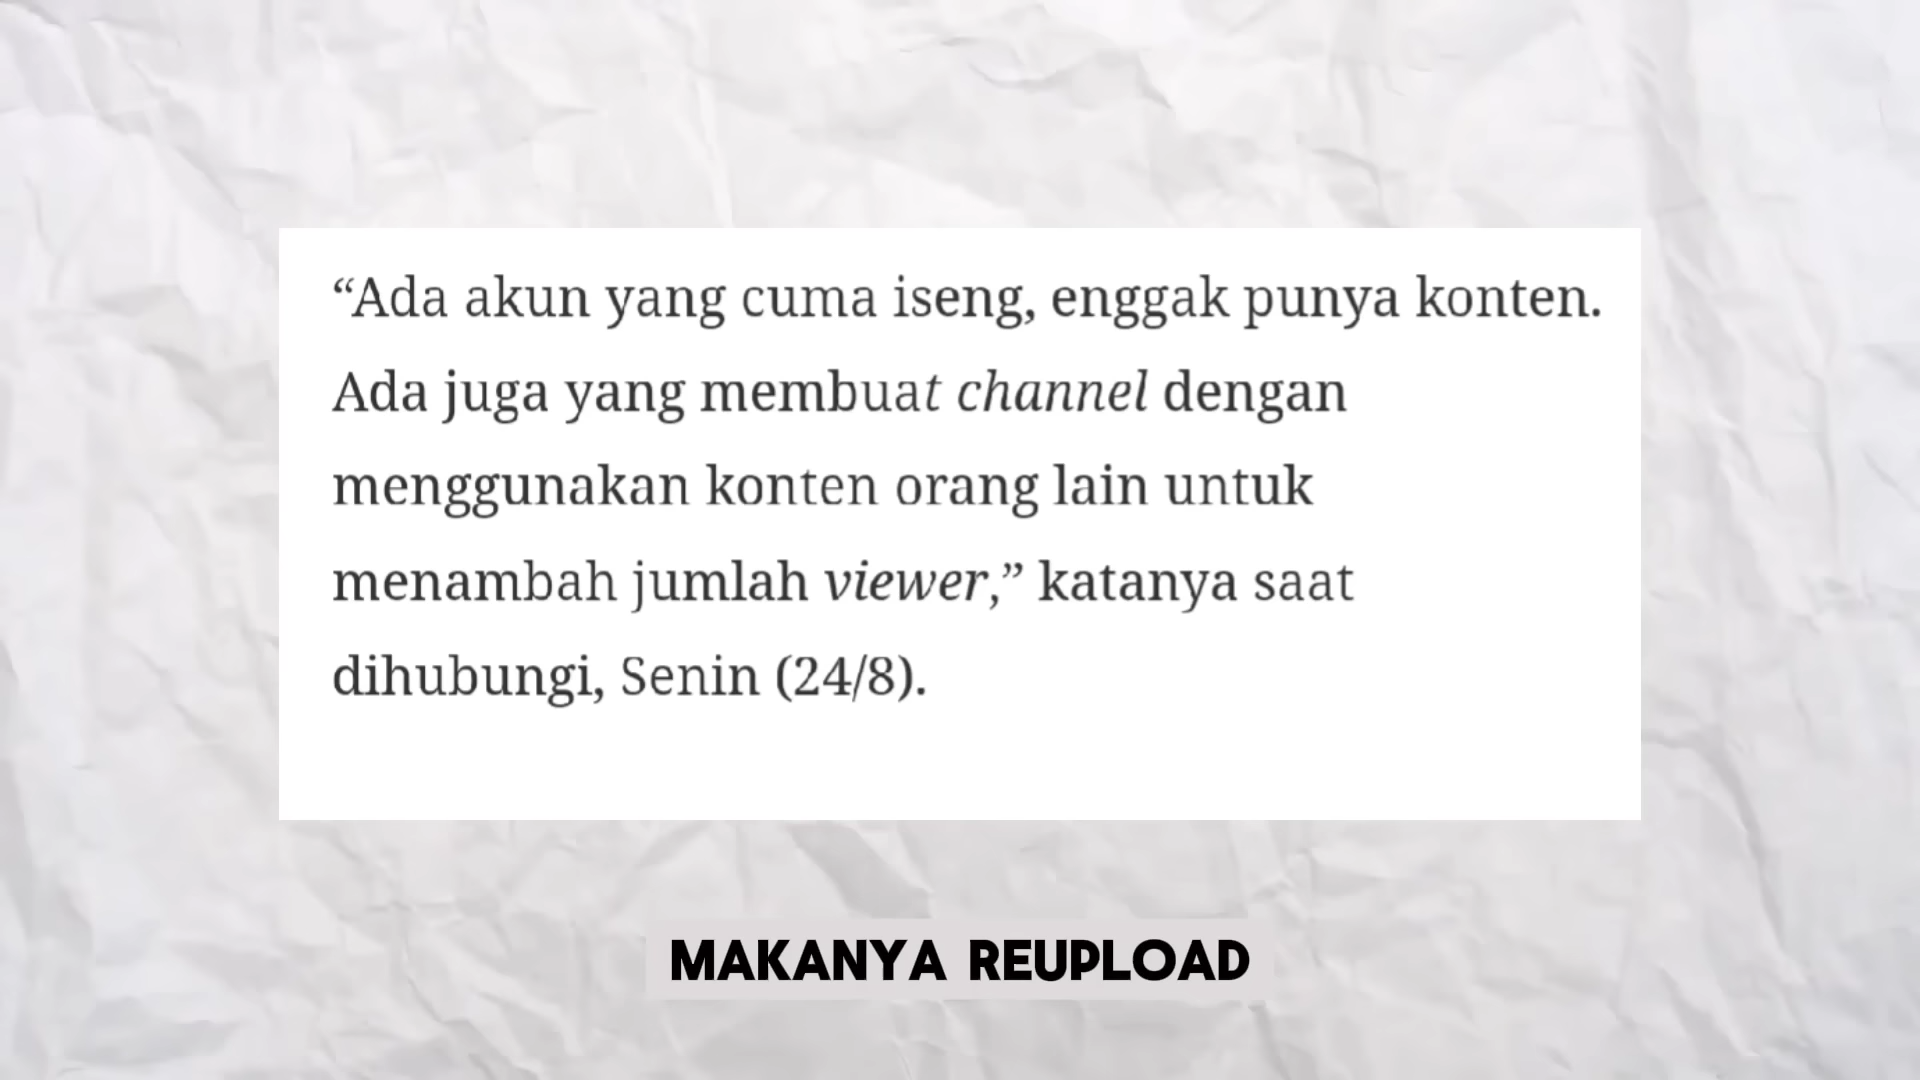 “Ada akun yang cuma iseng, enggak punya konten.
Ada juga yang membuat channel dengan
menggunakan konten orang lain untuk
menambah jumlah viewer,” katanya saat
dihubungi, Senin (24/8).
MAKANYA REUPLOAD